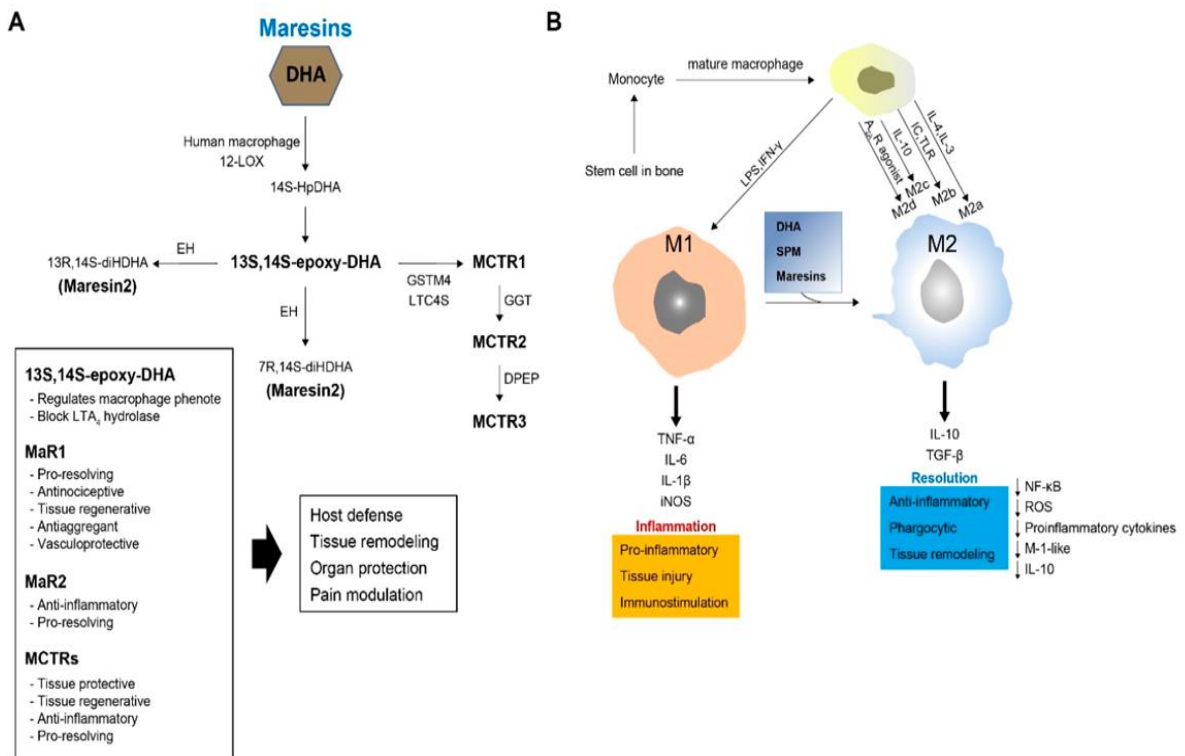 A
Maresins
DHA
Human macrophage
12-LOX
14S-HpDHA
13R,14S-diHDHA
(Maresin2)
EH
13S,14S-epoxy-DHA
GSTM4
LTC4S
MCTR1
GGT
MCTR2
DPEP
MCTR3
EH
7R,14S-diHDHA
(Maresin2)
13S,14S-epoxy-DHA
- Regulates macrophage phenote
- Block LTA4 hydrolase
MaR1
- Pro-resolving
- Antinociceptive
- Tissue regenerative
- Antiaggregant
- Vasculoprotective
MaR2
- Anti-inflammatory
- Pro-resolving
MCTRs
- Tissue protective
- Tissue regenerative
- Anti-inflammatory
- Pro-resolving
Host defense
Tissue remodeling
Organ protection
Pain modulation
B
Monocyte
mature macrophage
Stem cell in bone
LPS,IFN-γ
R agonist
IL-10
IC,TLR
IL-4,IL-3
M2d
M2c
M2b
M2a
M1
DHA
SPM
Maresins
M2
TNF-α
IL-6
IL-1β
iNOS
Inflammation
Pro-inflammatory
Tissue injury
Immunostimulation
IL-10
TGF-β
Resolution
Anti-inflammatory
Phargocytic
Tissue remodeling
↓ NF-κB
↓ ROS
↓ Proinflammatory cytokines
↓ M-1-like
↓ IL-10